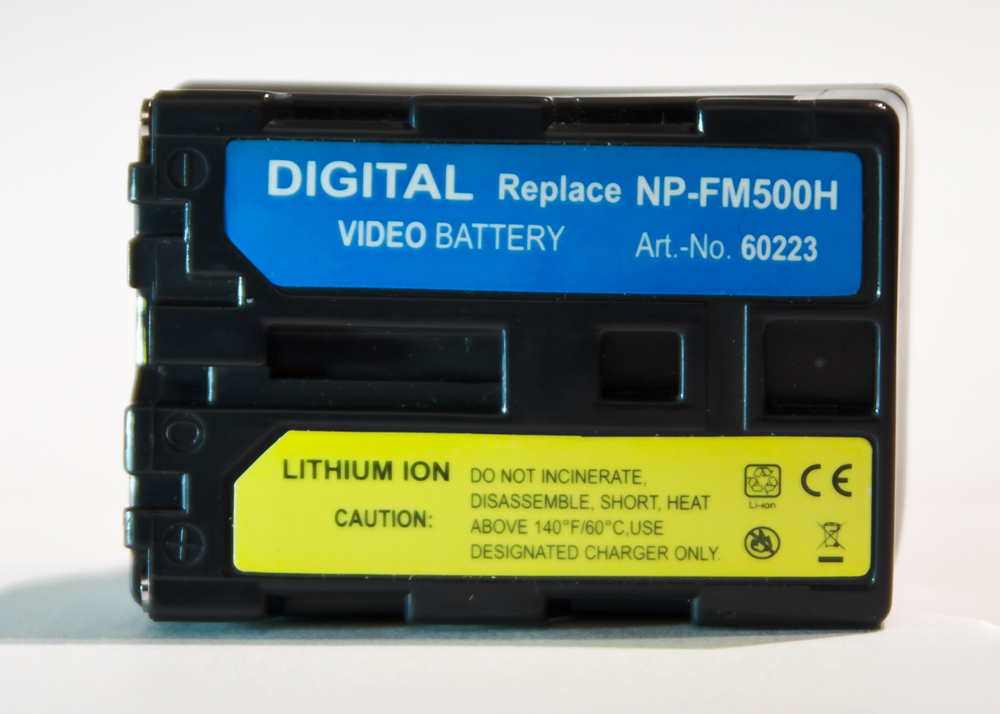 DIGITAL Replace NP-FM500H
VIDEO BATTERY Art.-No. 60223
LITHIUM ION
CAUTION:
DO NOT INCINERATE,
DISASSEMBLE, SHORT, HEAT
ABOVE 140°F/60°C,USE
DESIGNATED CHARGER ONLY.
Li-ion
CE